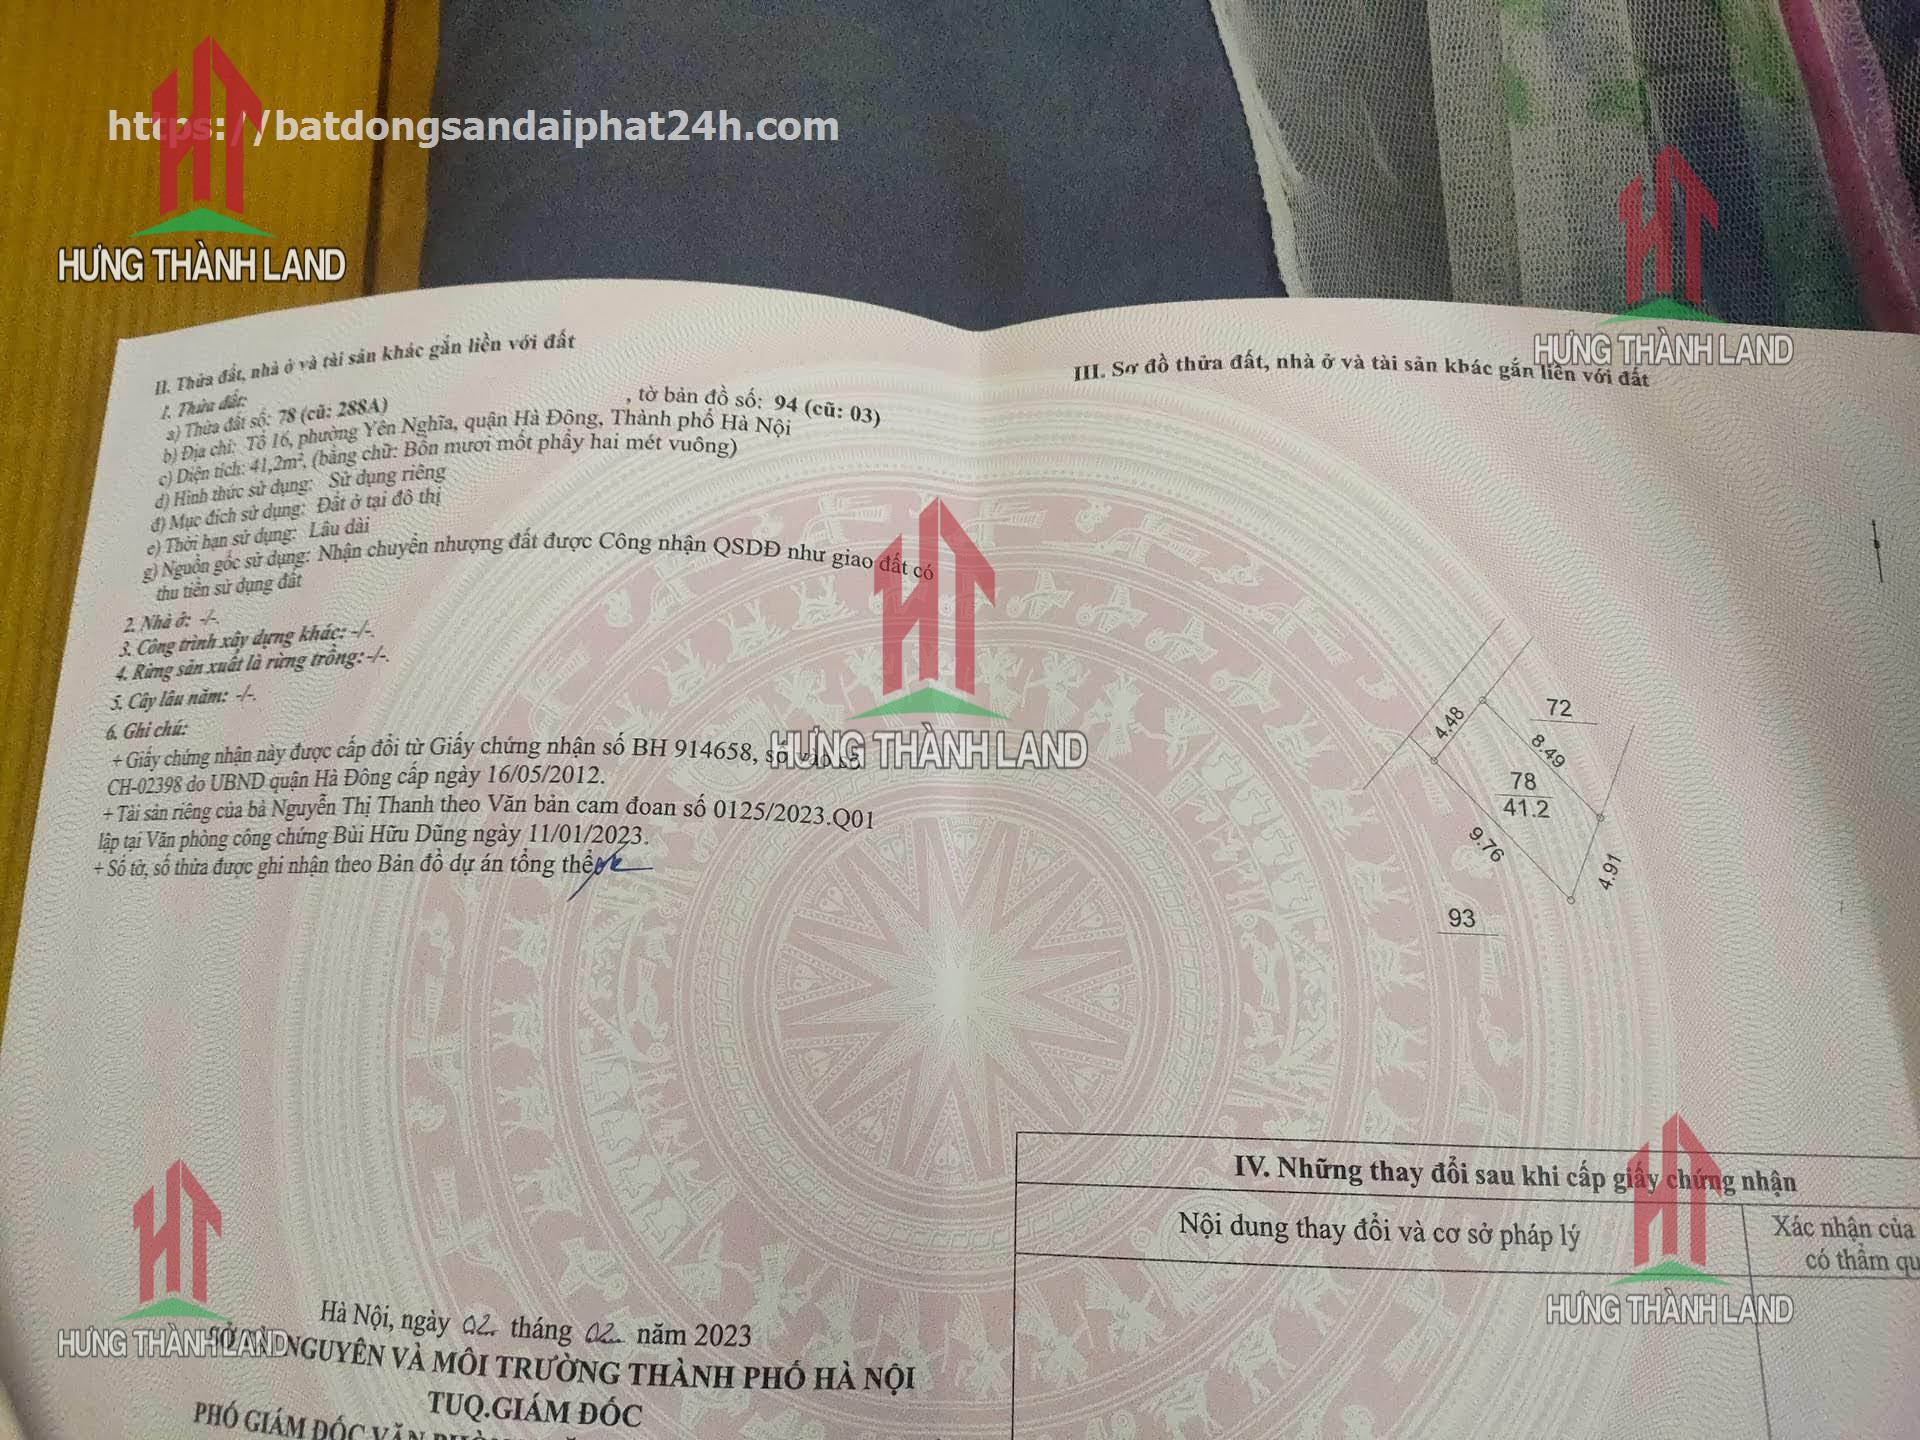 https://batdongsandaiphat24h.com
HƯNG THÀNH LAND
HƯNG THÀNH LAND
II. Thửa đất, nhà ở và tài sản khác gắn liền với đất
1. Thửa đất:
a) Thửa đất số: 78 (cũ: 288A) , tờ bản đồ số: 94 (cũ: 03)
b) Địa chỉ: Tổ 16, phường Yên Nghĩa, quận Hà Đông, Thành phố Hà Nội
c) Diện tích: 41,2m², (bằng chữ: Bốn mươi mốt phẩy hai mét vuông)
d) Hình thức sử dụng: Sử dụng riêng
đ) Mục đích sử dụng: Đất ở tại đô thị
e) Thời hạn sử dụng: Lâu dài
g) Nguồn gốc sử dụng: Nhận chuyển nhượng đất được Công nhận QSDĐ như giao đất có
thu tiền sử dụng đất
2. Nhà ở: -/-.
3. Công trình xây dựng khác: -/-.
4. Rừng sản xuất là rừng trồng: -/-.
5. Cây lâu năm: -/-.
6. Ghi chú:
+ Giấy chứng nhận này được cấp đổi từ Giấy chứng nhận số BH 914658, số vào sổ
CH-02398 do UBND quận Hà Đông cấp ngày 16/05/2012.
+ Tài sản riêng của bà Nguyễn Thị Thanh theo Văn bản cam đoan số 0125/2023.Q01
lập tại Văn phòng công chứng Bùi Hữu Dũng ngày 11/01/2023.
+ Số tờ, số thửa được ghi nhận theo Bản đồ dự án tổng thể
HƯNG THÀNH LAND
Hà Nội, ngày 02 tháng 02 năm 2023
SỞ TÀI NGUYÊN VÀ MÔI TRƯỜNG THÀNH PHỐ HÀ NỘI
TUQ.GIÁM ĐỐC
PHÓ GIÁM ĐỐC VĂN
HƯNG THÀNH LAND
III. Sơ đồ thửa đất, nhà ở và tài sản khác gắn liền với đất
72
4.48
8.49
78
41.2
9.76
4.91
93
IV. Những thay đổi sau khi cấp giấy chứng nhận
Nội dung thay đổi và cơ sở pháp lý
Xác nhận của
có thẩm qu
HƯNG THÀNH LAND